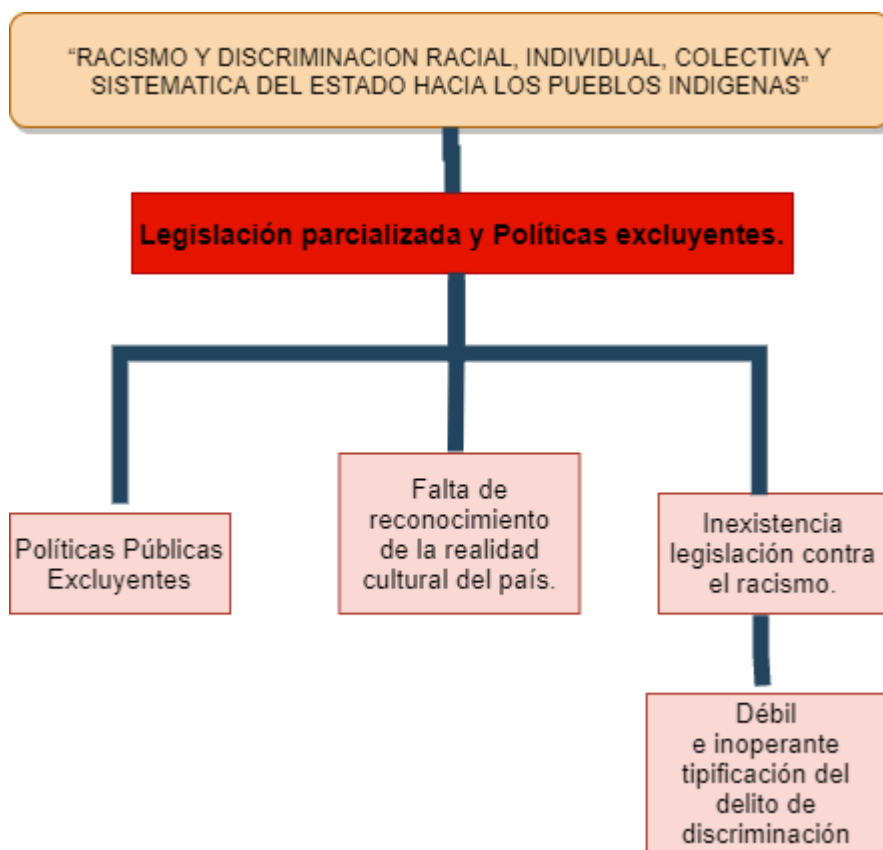 “RACISMO Y DISCRIMINACION RACIAL, INDIVIDUAL, COLECTIVA Y
SISTEMATICA DEL ESTADO HACIA LOS PUEBLOS INDIGENAS”
Legislación parcializada y Políticas excluyentes.
Políticas Públicas
Excluyentes
Falta de
reconocimiento
de la realidad
cultural del país.
Inexistencia
legislación contra
el racismo.
Débil
e inoperante
tipificación del
delito de
discriminación